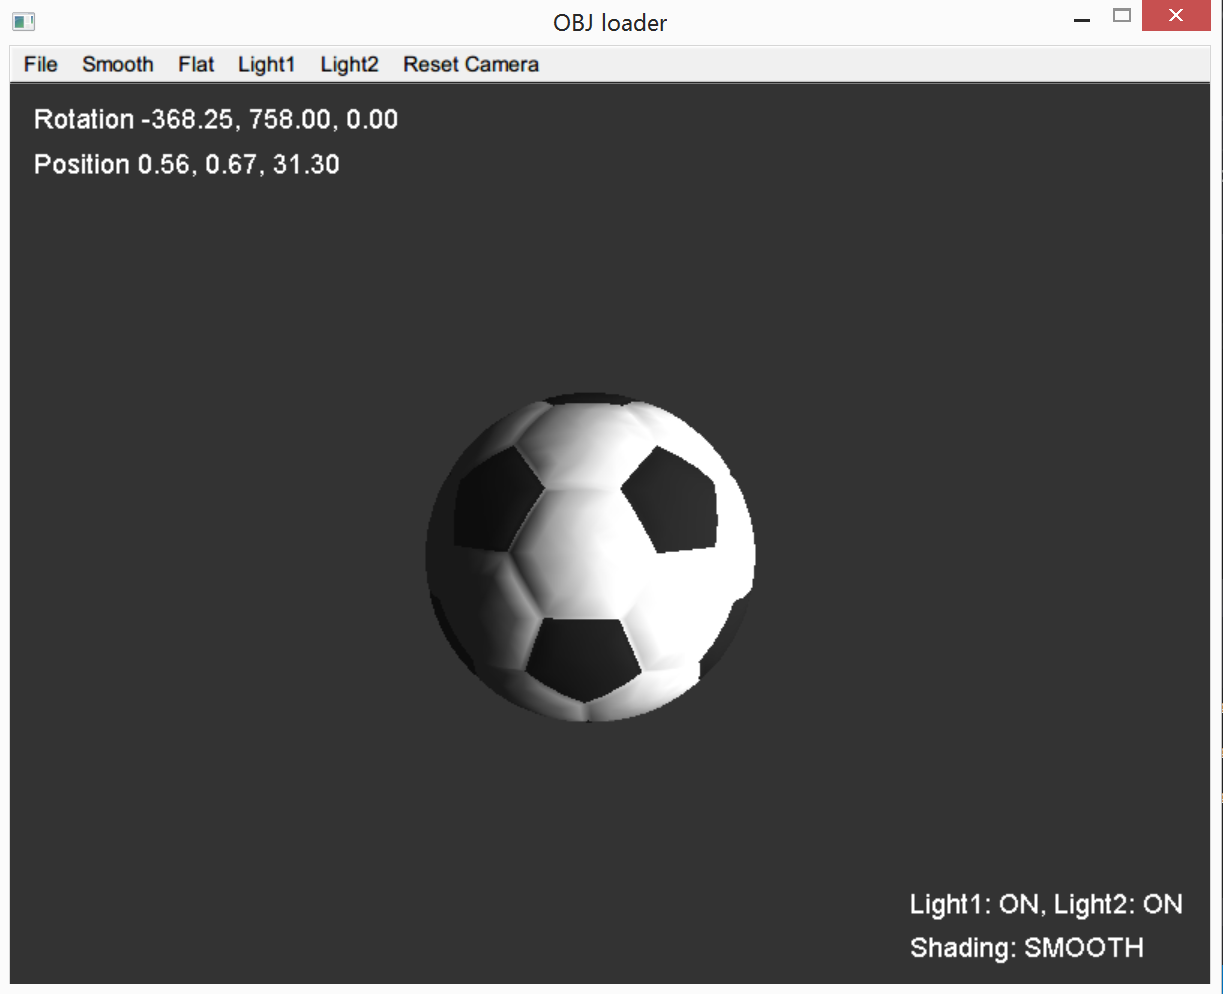 OBJ loader
File Smooth Flat Light1 Light2 Reset Camera
Rotation -368.25, 758.00, 0.00
Position 0.56, 0.67, 31.30
Light1: ON, Light2: ON
Shading: SMOOTH